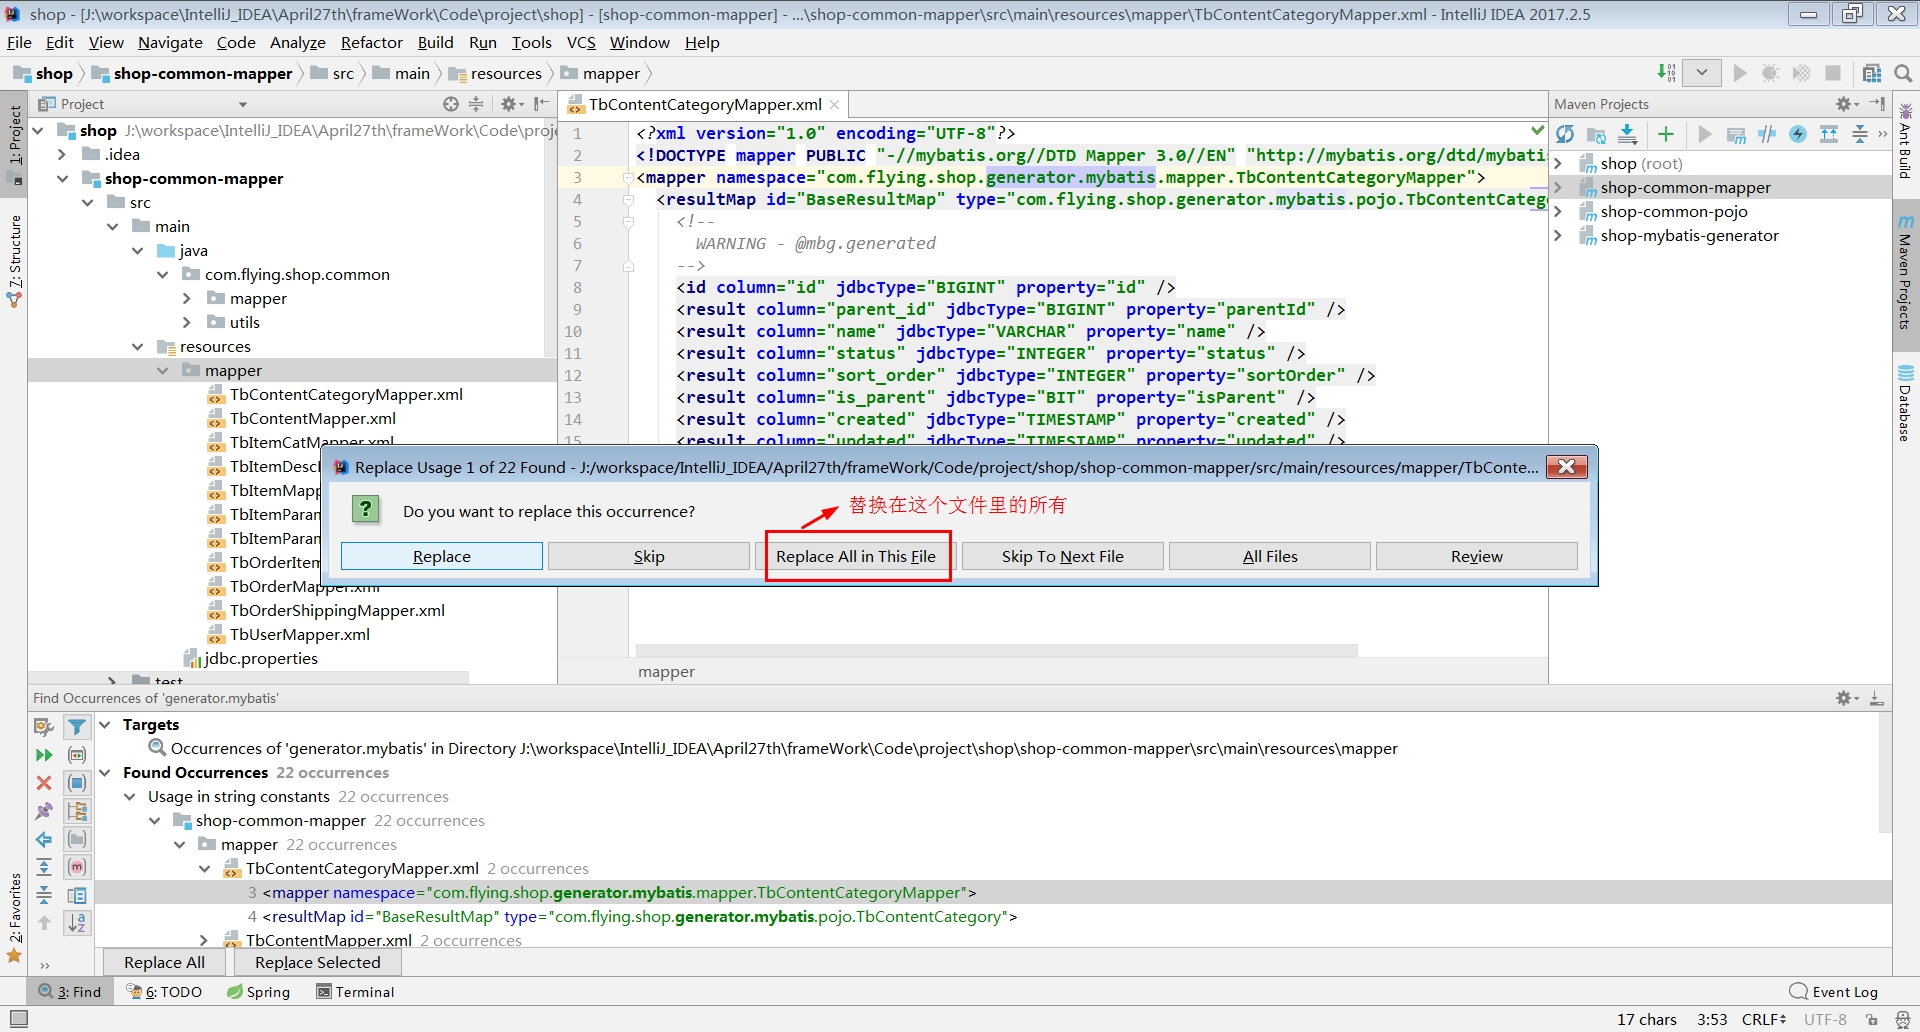 shop - [J:\workspace\IntelliJ_IDEA\April27th\frameWork\Code\project\shop] - [shop-common-mapper] - ...\shop-common-mapper\src\main\resources\mapper\TbContentCategoryMapper.xml - IntelliJ IDEA 2017.2.5
File Edit View Navigate Code Analyze Refactor Build Run Tools VCS Window Help
shop shop-common-mapper src main resources mapper
Project
TbContentCategoryMapper.xml
Maven Projects
1: Project
7: Structure
2: Favorites
shop J:\workspace\IntelliJ_IDEA\April27th\frameWork\Code\proje
.idea
shop-common-mapper
src
main
java
com.flying.shop.common
mapper
utils
resources
mapper
TbContentCategoryMapper.xml
TbContentMapper.xml
TbItemCatMapper.xml
TbItemDescI
TbItemMapp
TbItemParan
TbItemParan
TbOrderItem
TbOrderMapper.xml
TbOrderShippingMapper.xml
TbUserMapper.xml
jdbc.properties
test
1 <?xml version="1.0" encoding="UTF-8"?>
2 <!DOCTYPE mapper PUBLIC "-//mybatis.org//DTD Mapper 3.0//EN" "http://mybatis.org/dtd/mybati
3 <mapper namespace="com.flying.shop.generator.mybatis.mapper.TbContentCategoryMapper">
4 <resultMap id="BaseResultMap" type="com.flying.shop.generator.mybatis.pojo.TbContentCateg
5 <!--
6 WARNING - @mbg.generated
7 -->
8 <id column="id" jdbcType="BIGINT" property="id" />
9 <result column="parent_id" jdbcType="BIGINT" property="parentId" />
10 <result column="name" jdbcType="VARCHAR" property="name" />
11 <result column="status" jdbcType="INTEGER" property="status" />
12 <result column="sort_order" jdbcType="INTEGER" property="sortOrder" />
13 <result column="is_parent" jdbcType="BIT" property="isParent" />
14 <result column="created" jdbcType="TIMESTAMP" property="created" />
15 <result column="updated" jdbcType="TIMESTAMP" property="updated" />
mapper
shop (root)
shop-common-mapper
shop-common-pojo
shop-mybatis-generator
Ant Build
Maven Projects
Database
Replace Usage 1 of 22 Found - J:/workspace/IntelliJ_IDEA/April27th/frameWork/Code/project/shop/shop-common-mapper/src/main/resources/mapper/TbConte...
替换在这个文件里的所有
Do you want to replace this occurrence?
Replace Skip Replace All in This File Skip To Next File All Files Review
Find Occurrences of 'generator.mybatis'
Targets
Occurrences of 'generator.mybatis' in Directory J:\workspace\IntelliJ_IDEA\April27th\frameWork\Code\project\shop\shop-common-mapper\src\main\resources\mapper
Found Occurrences 22 occurrences
Usage in string constants 22 occurrences
shop-common-mapper 22 occurrences
mapper 22 occurrences
TbContentCategoryMapper.xml 2 occurrences
3 <mapper namespace="com.flying.shop.generator.mybatis.mapper.TbContentCategoryMapper">
4 <resultMap id="BaseResultMap" type="com.flying.shop.generator.mybatis.pojo.TbContentCategory">
TbContentMapper.xml 2 occurrences
Replace All Replace Selected
3: Find 6: TODO Spring Terminal Event Log
17 chars 3:53 CRLF UTF-8